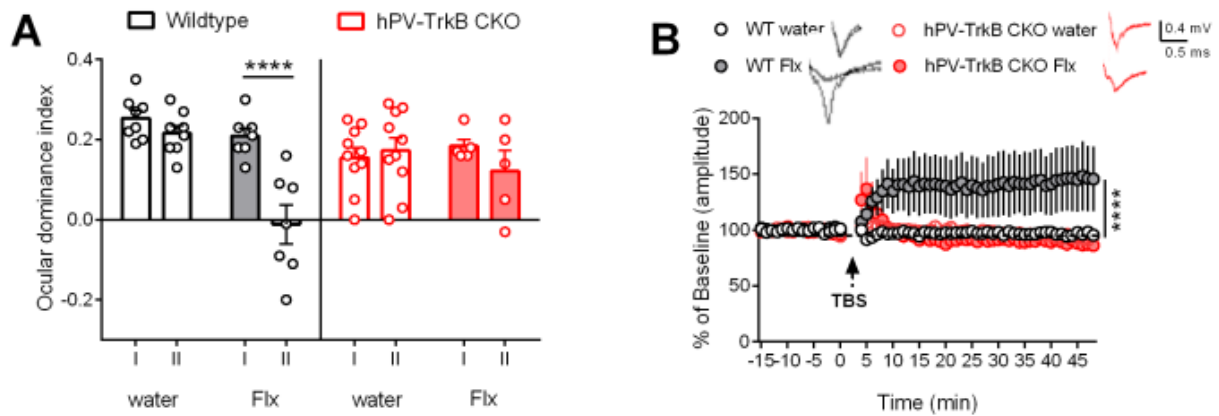 A
Wildtype
hPV-TrkB CKO
Ocular dominance index
0.4
0.2
0.0
-0.2
****
I II I II I II I II
water Flx water Flx
B
WT water
hPV-TrkB CKO water
WT Flx
hPV-TrkB CKO Flx
0.4 mV
0.5 ms
% of Baseline (amplitude)
200
150
100
50
0
TBS
****
-15 -10 -5 0 5 10 15 20 25 30 35 40 45
Time (min)